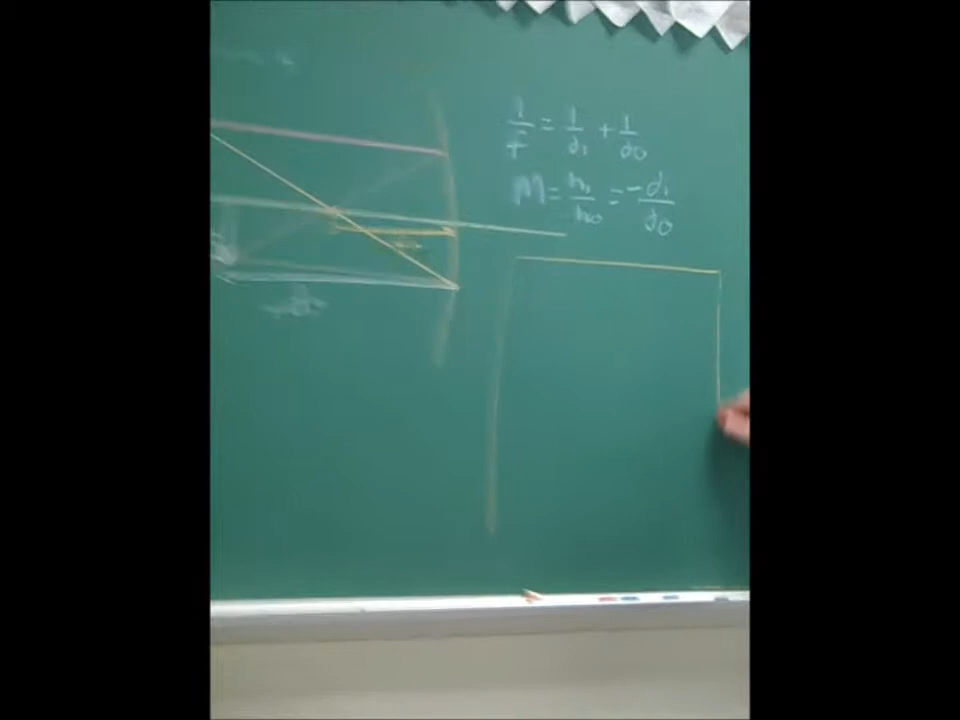 1/f = 1/di + 1/do
M = hi/ho = -di/do